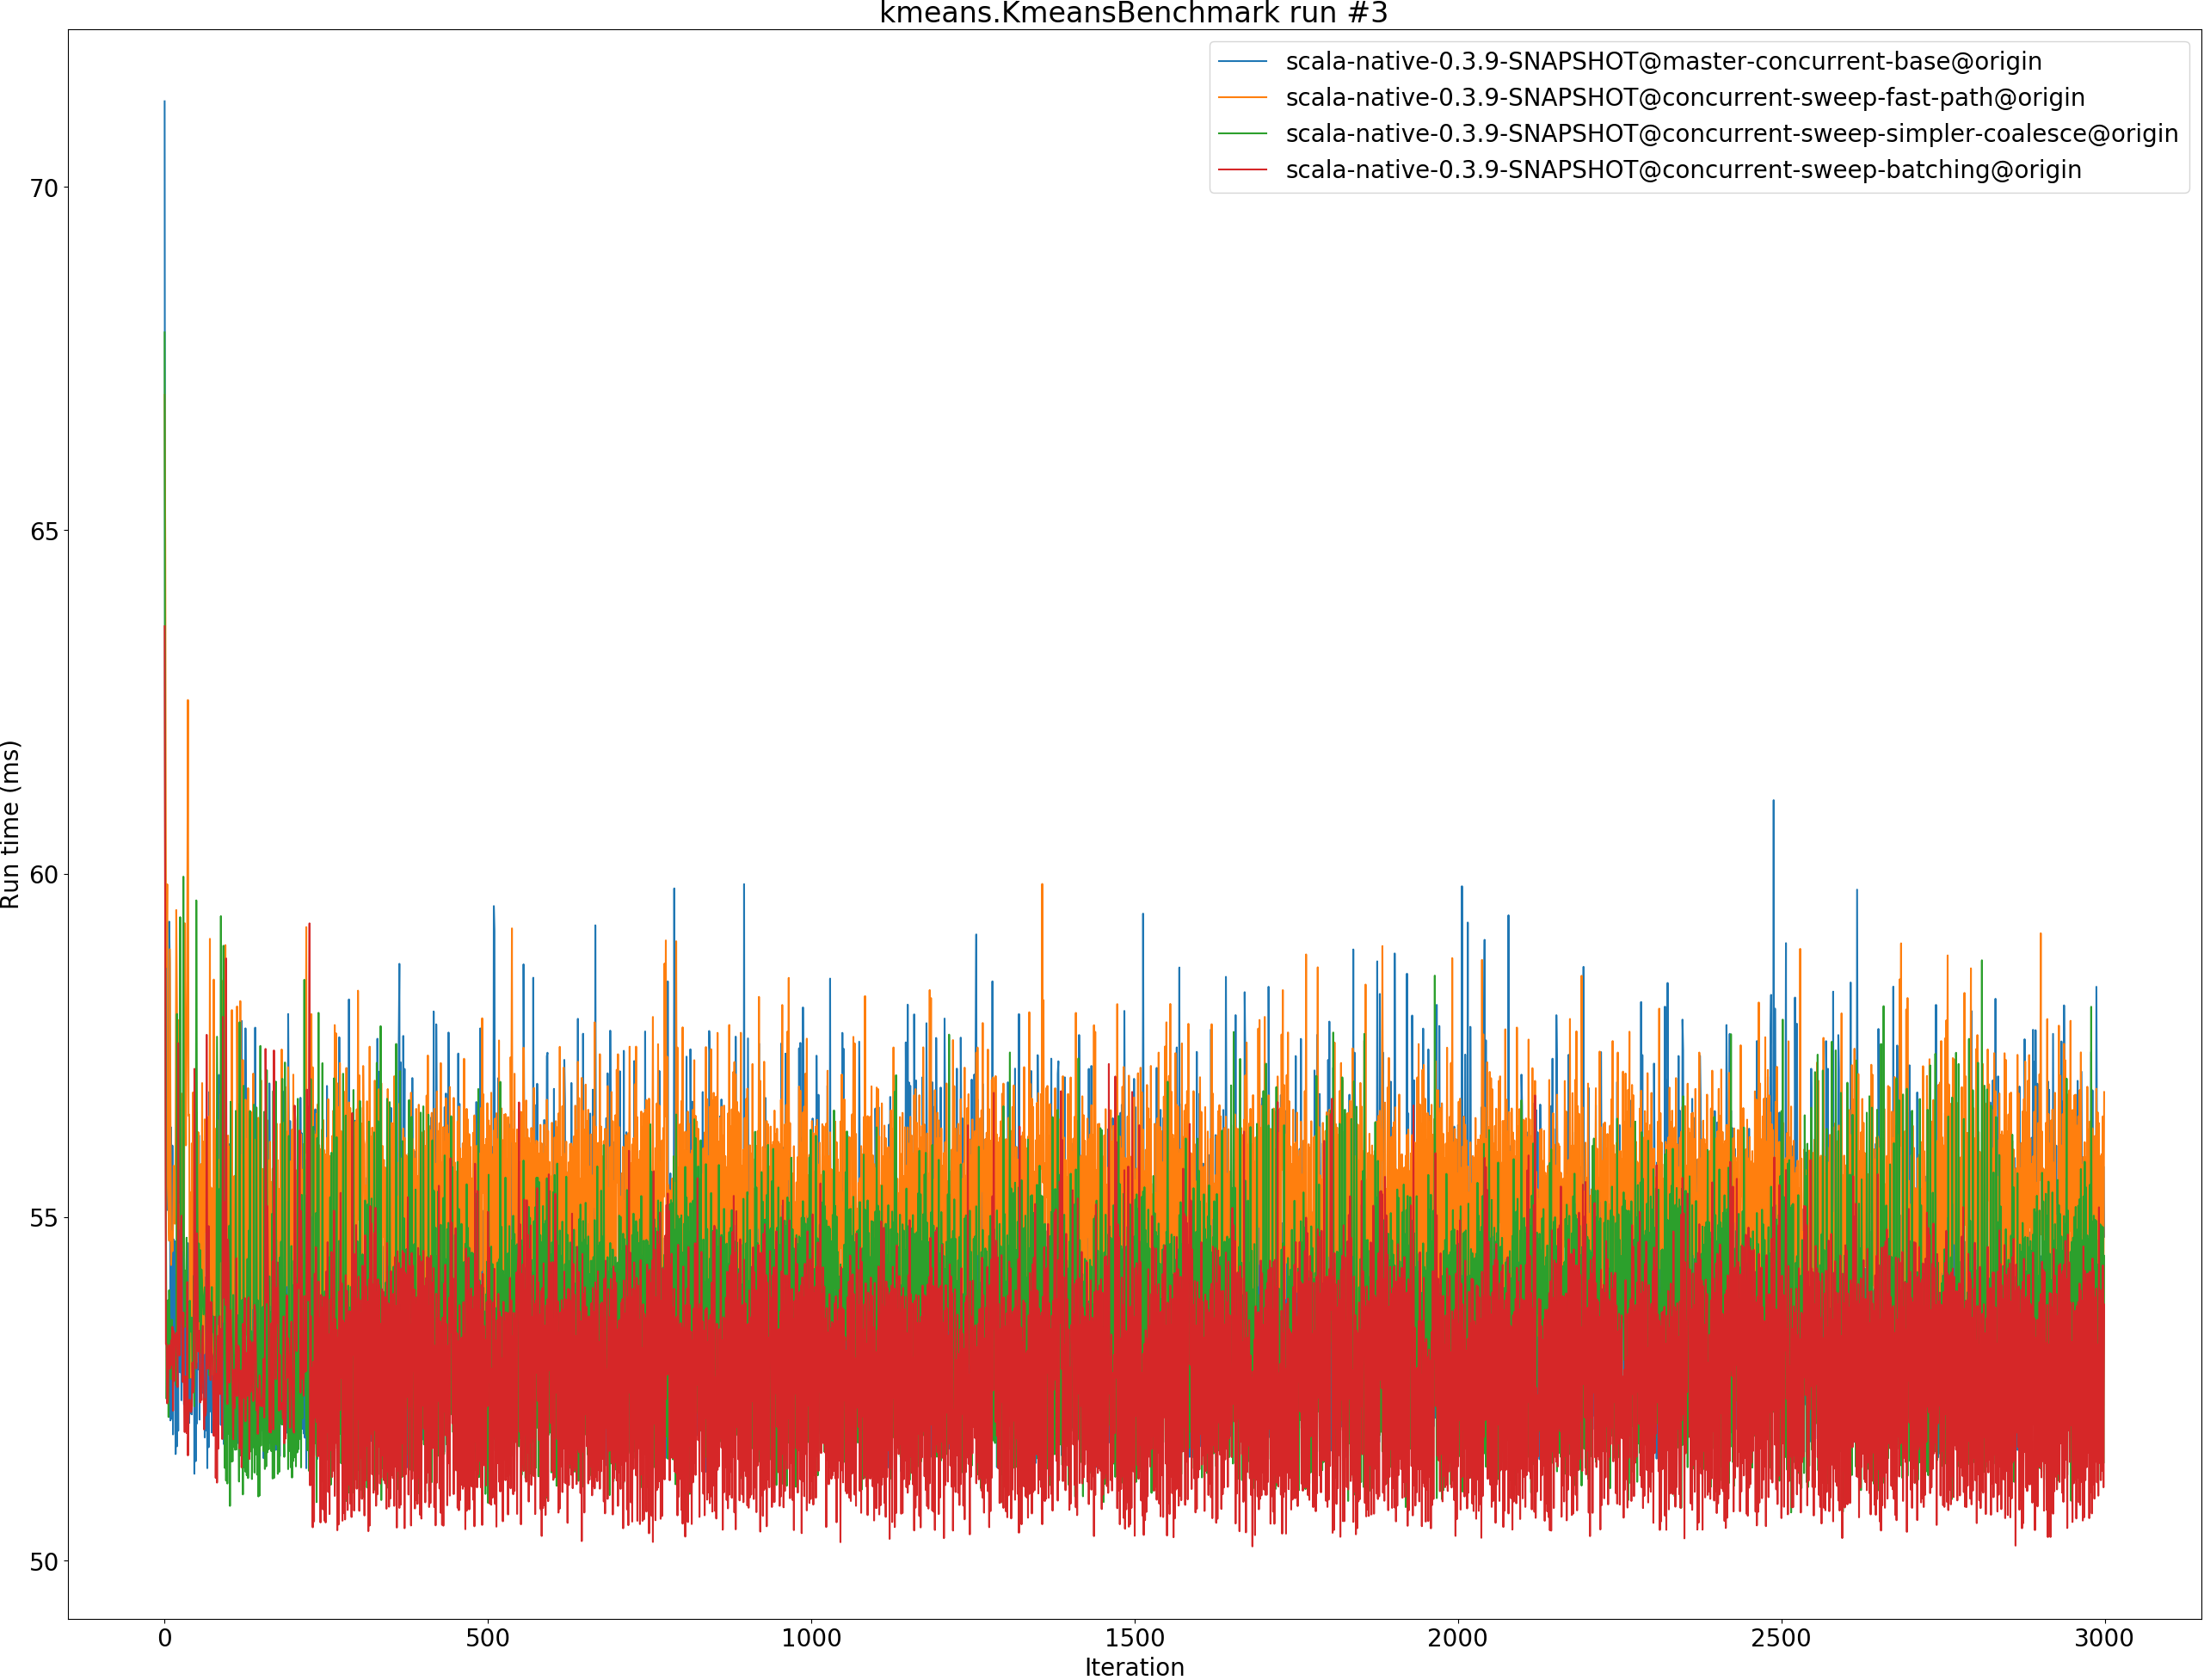 kmeans.KmeansBenchmark run #3
scala-native-0.3.9-SNAPSHOT@master-concurrent-base@origin
scala-native-0.3.9-SNAPSHOT@concurrent-sweep-fast-path@origin
scala-native-0.3.9-SNAPSHOT@concurrent-sweep-simpler-coalesce@origin
scala-native-0.3.9-SNAPSHOT@concurrent-sweep-batching@origin
70
65
60
55
50
Run time (ms)
0 500 1000 1500 2000 2500 3000
Iteration